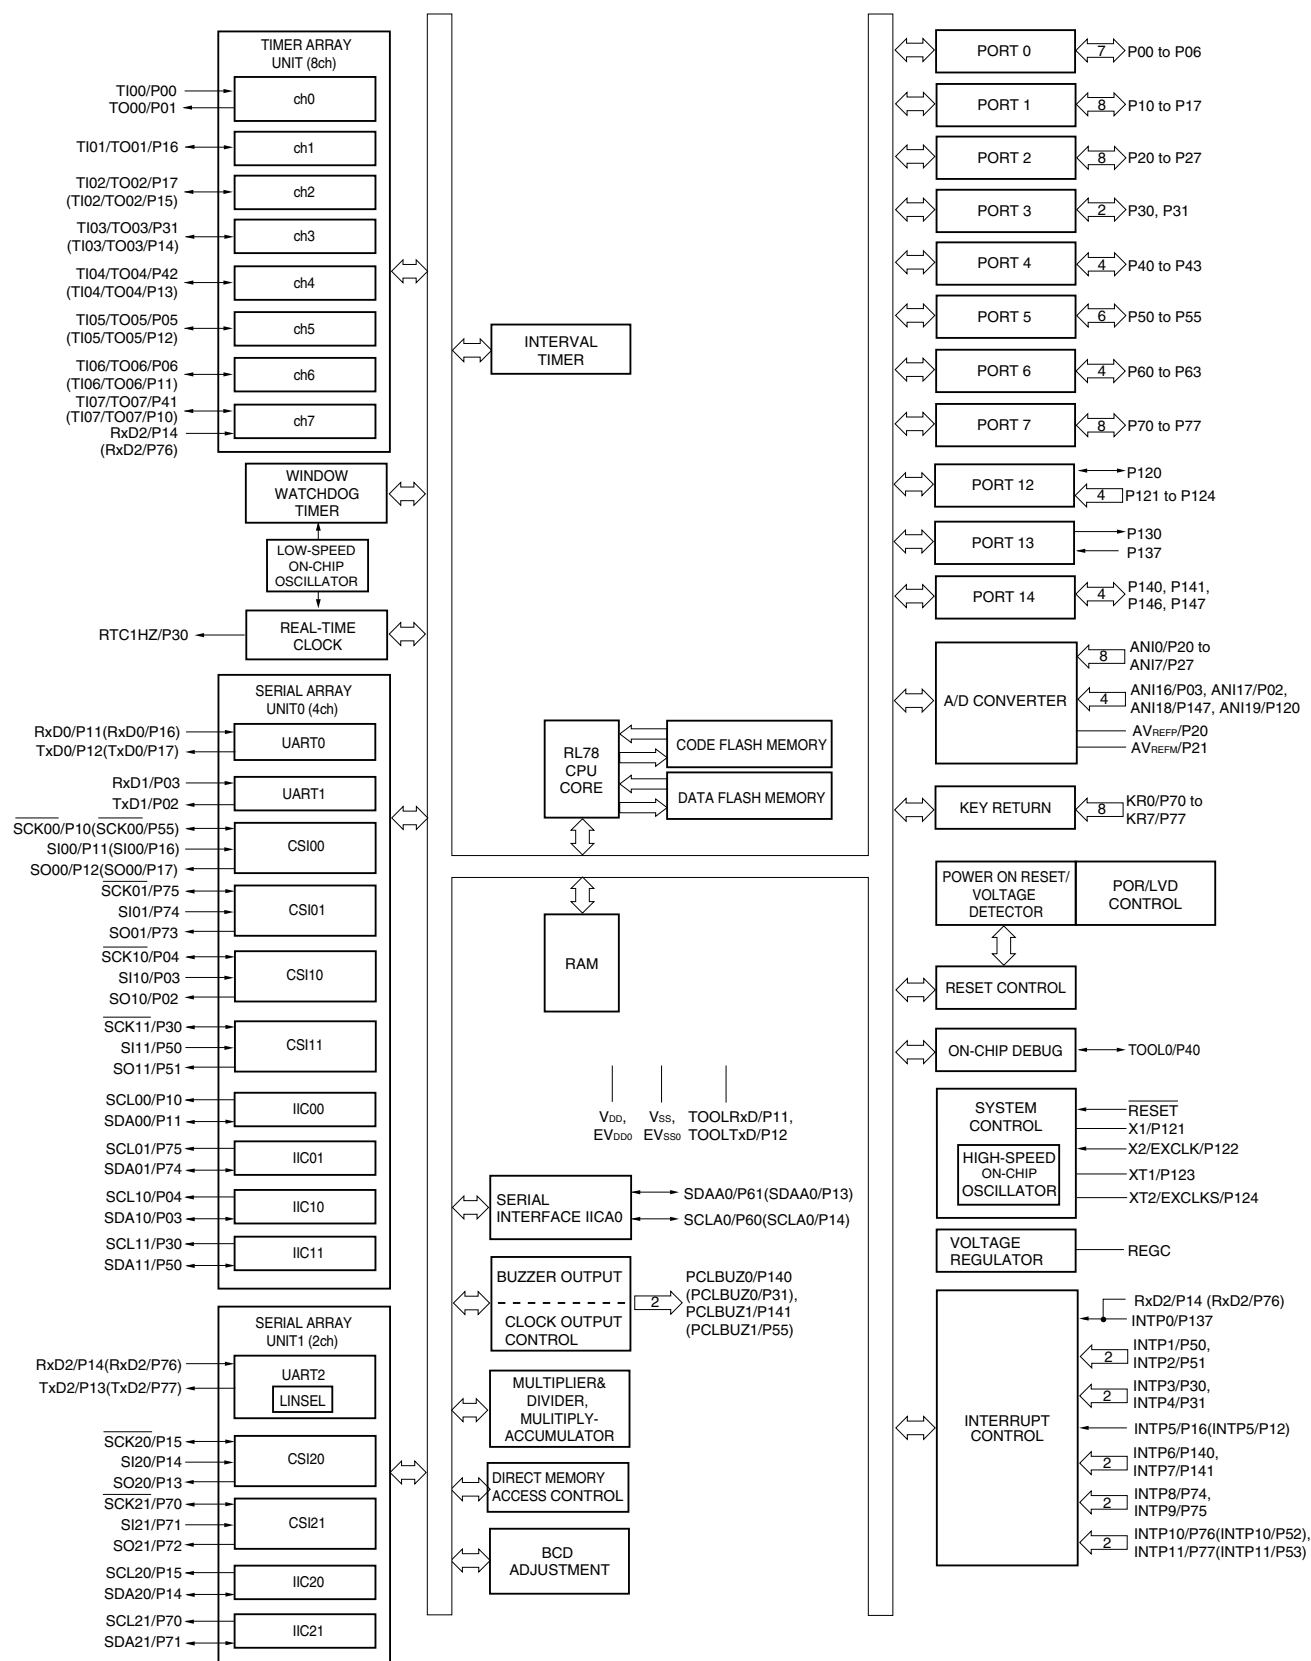 TIMER ARRAY
UNIT (8ch)
TI00/P00
TO00/P01
ch0
TI01/TO01/P16
ch1
TI02/TO02/P17
(TI02/TO02/P15)
ch2
TI03/TO03/P31
(TI03/TO03/P14)
ch3
TI04/TO04/P42
(TI04/TO04/P13)
ch4
TI05/TO05/P05
(TI05/TO05/P12)
ch5
TI06/TO06/P06
(TI06/TO06/P11)
ch6
TI07/TO07/P41
(TI07/TO07/P10)
RxD2/P14
(RxD2/P76)
ch7
WINDOW
WATCHDOG
TIMER
LOW-SPEED
ON-CHIP
OSCILLATOR
RTC1HZ/P30
REAL-TIME
CLOCK
SERIAL ARRAY
UNIT0 (4ch)
RxD0/P11(RxD0/P16)
TxD0/P12(TxD0/P17)
UART0
RxD1/P03
TxD1/P02
UART1
SCK00/P10(SCK00/P55)
SI00/P11(SI00/P16)
SO00/P12(SO00/P17)
CSI00
SCK01/P75
SI01/P74
SO01/P73
CSI01
SCK10/P04
SI10/P03
SO10/P02
CSI10
SCK11/P30
SI11/P50
SO11/P51
CSI11
SCL00/P10
SDA00/P11
IIC00
SCL01/P75
SDA01/P74
IIC01
SCL10/P04
SDA10/P03
IIC10
SCL11/P30
SDA11/P50
IIC11
SERIAL ARRAY
UNIT1 (2ch)
RxD2/P14(RxD2/P76)
TxD2/P13(TxD2/P77)
UART2
LINSEL
SCK20/P15
SI20/P14
SO20/P13
CSI20
SCK21/P70
SI21/P71
SO21/P72
CSI21
SCL20/P15
SDA20/P14
IIC20
SCL21/P70
SDA21/P71
IIC21
INTERVAL
TIMER
RL78
CPU
CORE
CODE FLASH MEMORY
DATA FLASH MEMORY
RAM
VDD,
EVDD0
VSS,
EVSS0
TOOLRxD/P11,
TOOLTxD/P12
SERIAL
INTERFACE IICA0
SDAA0/P61(SDAA0/P13)
SCLA0/P60(SCLA0/P14)
BUZZER OUTPUT
CLOCK OUTPUT
CONTROL
2
PCLBUZ0/P140
(PCLBUZ0/P31),
PCLBUZ1/P141
(PCLBUZ1/P55)
MULTIPLIER&
DIVIDER,
MULITIPLY-
ACCUMULATOR
DIRECT MEMORY
ACCESS CONTROL
BCD
ADJUSTMENT
PORT 0
7
P00 to P06
PORT 1
8
P10 to P17
PORT 2
8
P20 to P27
PORT 3
2
P30, P31
PORT 4
4
P40 to P43
PORT 5
6
P50 to P55
PORT 6
4
P60 to P63
PORT 7
8
P70 to P77
PORT 12
P120
4
P121 to P124
PORT 13
P130
P137
PORT 14
4
P140, P141,
P146, P147
A/D CONVERTER
8
ANI0/P20 to
ANI7/P27
4
ANI16/P03, ANI17/P02,
ANI18/P147, ANI19/P120
AVREFP/P20
AVREFM/P21
KEY RETURN
8
KR0/P70 to
KR7/P77
POWER ON RESET/
VOLTAGE
DETECTOR
POR/LVD
CONTROL
RESET CONTROL
ON-CHIP DEBUG
TOOL0/P40
SYSTEM
CONTROL
HIGH-SPEED
ON-CHIP
OSCILLATOR
RESET
X1/P121
X2/EXCLK/P122
XT1/P123
XT2/EXCLKS/P124
VOLTAGE
REGULATOR
REGC
INTERRUPT
CONTROL
RxD2/P14 (RxD2/P76)
INTP0/P137
2
INTP1/P50,
INTP2/P51
2
INTP3/P30,
INTP4/P31
INTP5/P16(INTP5/P12)
2
INTP6/P140,
INTP7/P141
2
INTP8/P74,
INTP9/P75
2
INTP10/P76(INTP10/P52),
INTP11/P77(INTP11/P53)